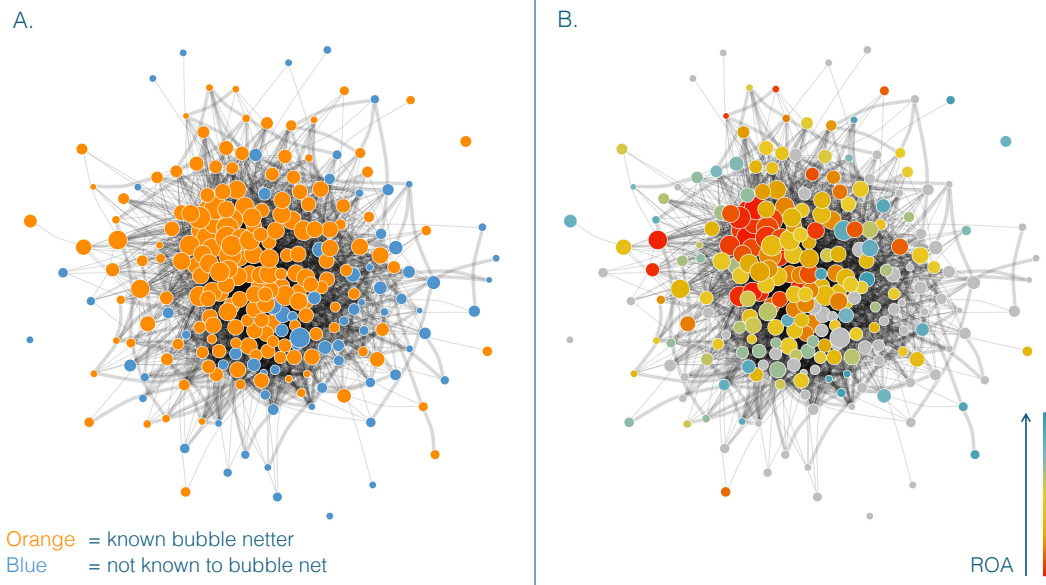 A.
B.
Orange = known bubble netter
Blue = not known to bubble net
ROA